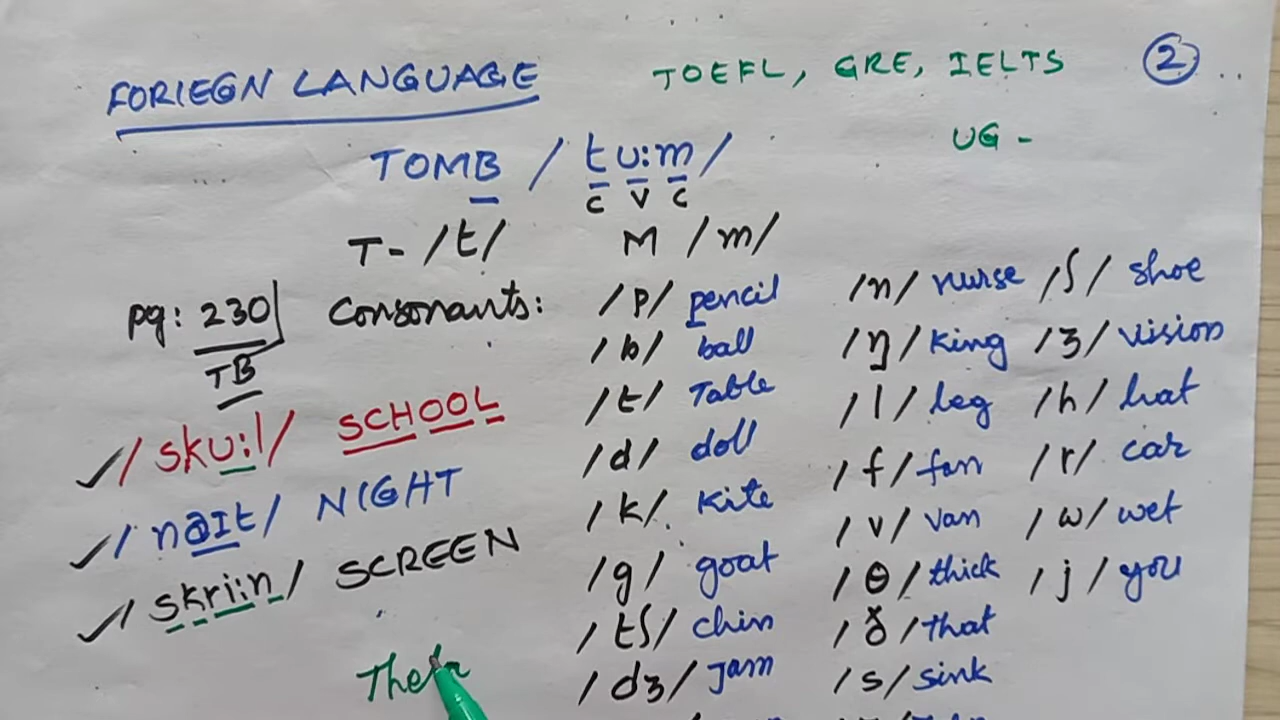 FORIEGN LANGUAGE TOEFL, GRE, IELTS 2
UG -
TOMB / tu:m /
C V C
T - /t/ M /m/
pg: 230 Consonants: /p/ pencil /n/ nurse /ʃ/ shoe
TB /b/ ball /ŋ/ king /ʒ/ vision
/t/ Table /l/ leg /h/ hat
/sku:l/ SCHOOL /d/ doll /f/ fan /r/ car
/naIt/ NIGHT /k/ Kite /v/ van /w/ wet
/skri:n/ SCREEN /g/ goat /θ/ thick /j/ you
/tʃ/ chin /ð/ that
/dʒ/ Jam /s/ sink